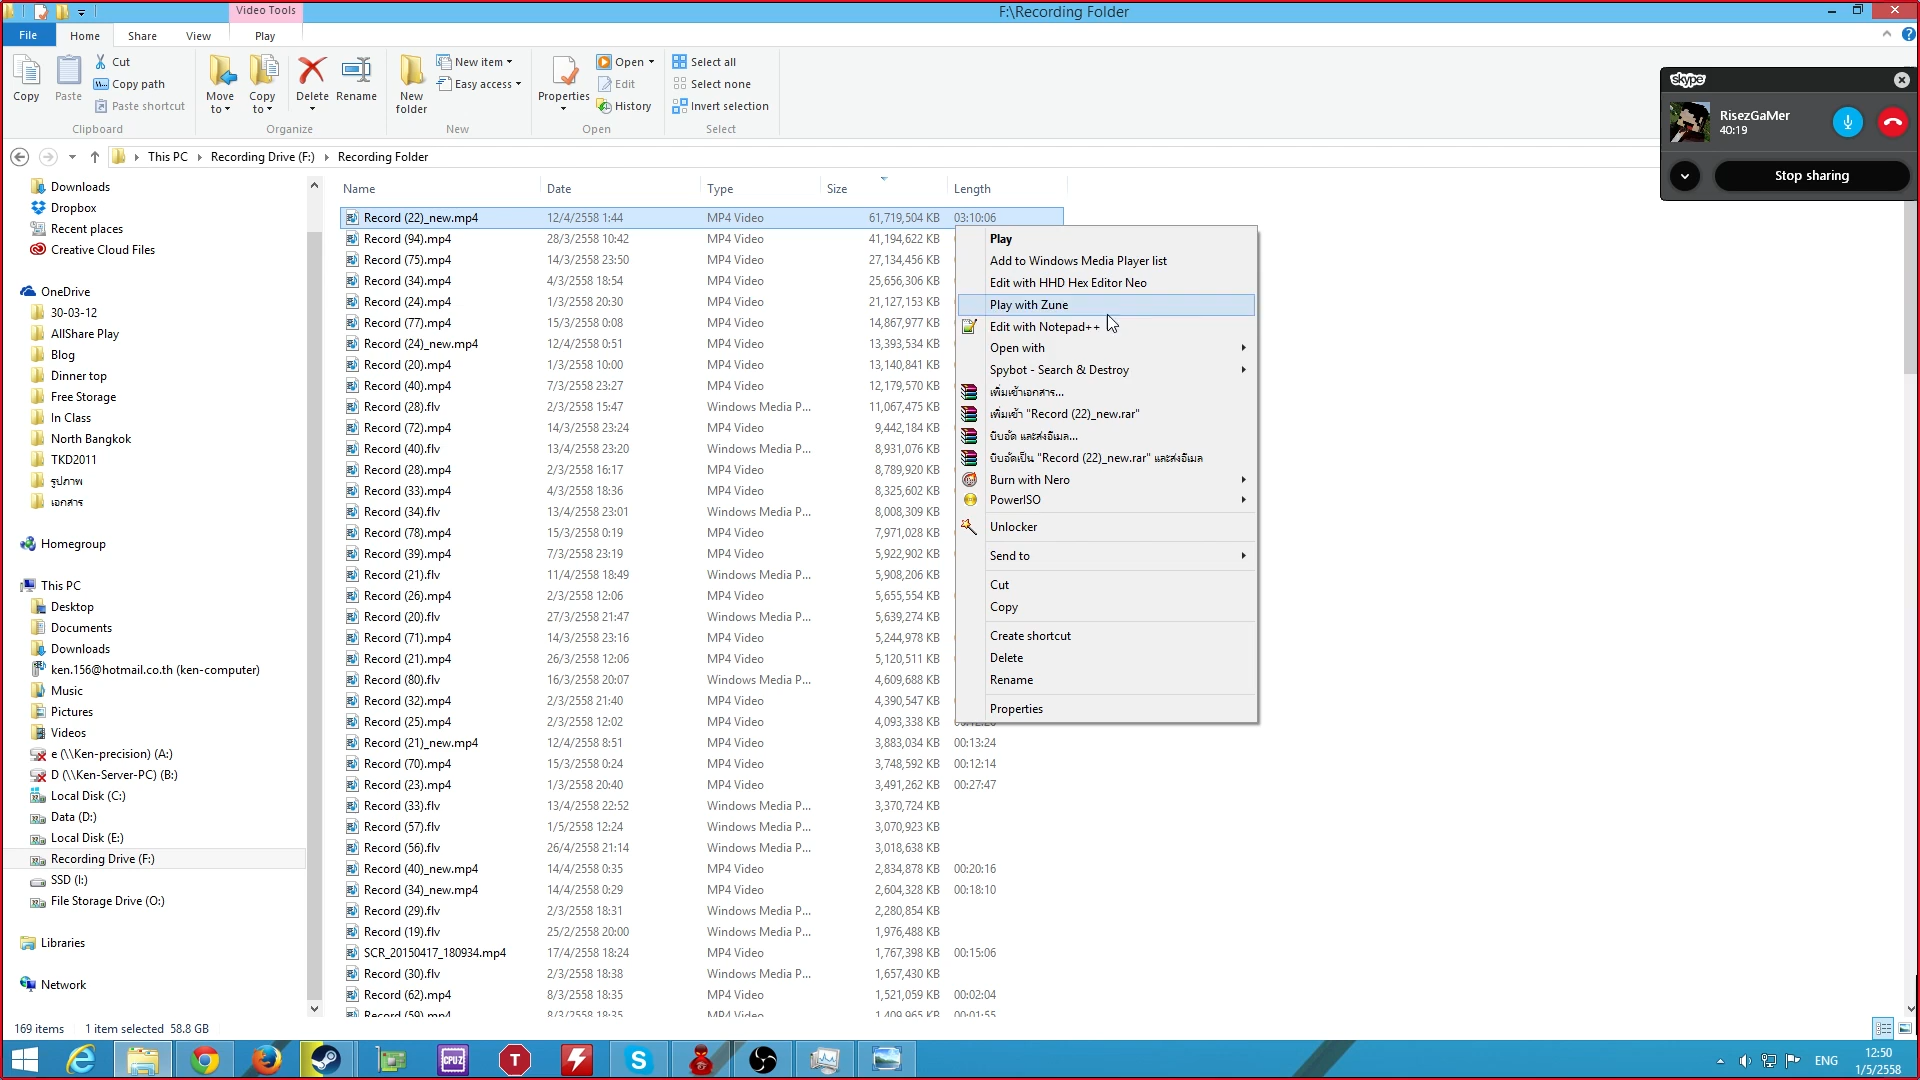 Video Tools
F:\Recording Folder
File
Home
Share
View
Play
Copy
Paste
Cut
Copy path
Paste shortcut
Clipboard
Move to
Copy to
Delete
Rename
Organize
New folder
New item
Easy access
New
Properties
Open
Edit
History
Open
Select all
Select none
Invert selection
Select
skype
RisezGaMer
40:19
Stop sharing
This PC
Recording Drive (F:)
Recording Folder
Downloads
Dropbox
Recent places
Creative Cloud Files
OneDrive
30-03-12
AllShare Play
Blog
Dinner top
Free Storage
In Class
North Bangkok
TKD2011
รูปภาพ
เอกสาร
Homegroup
This PC
Desktop
Documents
Downloads
ken.156@hotmail.co.th (ken-computer)
Music
Pictures
Videos
e (\\Ken-precision) (A:)
D (\\Ken-Server-PC) (B:)
Local Disk (C:)
Data (D:)
Local Disk (E:)
Recording Drive (F:)
SSD (I:)
File Storage Drive (O:)
Libraries
Network
Name Date Type Size Length
Record (22)_new.mp4 12/4/2558 1:44 MP4 Video 61,719,504 KB 03:10:06
Record (94).mp4 28/3/2558 10:42 MP4 Video 41,194,622 KB
Record (75).mp4 14/3/2558 23:50 MP4 Video 27,134,456 KB
Record (34).mp4 4/3/2558 18:54 MP4 Video 25,656,306 KB
Record (24).mp4 1/3/2558 20:30 MP4 Video 21,127,153 KB
Record (77).mp4 15/3/2558 0:08 MP4 Video 14,867,977 KB
Record (24)_new.mp4 12/4/2558 0:51 MP4 Video 13,393,534 KB
Record (20).mp4 1/3/2558 10:00 MP4 Video 13,140,841 KB
Record (40).mp4 7/3/2558 23:27 MP4 Video 12,179,570 KB
Record (28).flv 2/3/2558 15:47 Windows Media P... 11,067,475 KB
Record (72).mp4 14/3/2558 23:24 MP4 Video 9,442,184 KB
Record (40).flv 13/4/2558 23:20 Windows Media P... 8,931,076 KB
Record (28).mp4 2/3/2558 16:17 MP4 Video 8,789,920 KB
Record (33).mp4 4/3/2558 18:36 MP4 Video 8,325,602 KB
Record (34).flv 13/4/2558 23:01 Windows Media P... 8,008,309 KB
Record (78).mp4 15/3/2558 0:19 MP4 Video 7,971,028 KB
Record (39).mp4 7/3/2558 23:19 MP4 Video 5,922,902 KB
Record (21).flv 11/4/2558 18:49 Windows Media P... 5,908,206 KB
Record (26).mp4 2/3/2558 12:06 MP4 Video 5,655,554 KB
Record (20).flv 27/3/2558 21:47 Windows Media P... 5,639,274 KB
Record (71).mp4 14/3/2558 23:16 MP4 Video 5,244,978 KB
Record (21).mp4 26/3/2558 12:06 MP4 Video 5,120,511 KB
Record (80).flv 16/3/2558 20:07 Windows Media P... 4,609,688 KB
Record (32).mp4 2/3/2558 21:40 MP4 Video 4,390,547 KB
Record (25).mp4 2/3/2558 12:02 MP4 Video 4,093,338 KB
Record (21)_new.mp4 12/4/2558 8:51 MP4 Video 3,883,034 KB 00:13:24
Record (70).mp4 15/3/2558 0:24 MP4 Video 3,748,592 KB 00:12:14
Record (23).mp4 1/3/2558 20:40 MP4 Video 3,491,262 KB 00:27:47
Record (33).flv 13/4/2558 22:52 Windows Media P... 3,370,724 KB
Record (57).flv 1/5/2558 12:24 Windows Media P... 3,070,923 KB
Record (56).flv 26/4/2558 21:14 Windows Media P... 3,018,638 KB
Record (40)_new.mp4 14/4/2558 0:35 MP4 Video 2,834,878 KB 00:20:16
Record (34)_new.mp4 14/4/2558 0:29 MP4 Video 2,604,328 KB 00:18:10
Record (29).flv 2/3/2558 18:31 Windows Media P... 2,280,854 KB
Record (19).flv 25/2/2558 20:00 Windows Media P... 1,976,488 KB
SCR_20150417_180934.mp4 17/4/2558 18:24 MP4 Video 1,767,398 KB 00:15:06
Record (30).flv 2/3/2558 18:38 Windows Media P... 1,657,430 KB
Record (62).mp4 8/3/2558 18:35 MP4 Video 1,521,059 KB 00:02:04
Record (59).mp4 8/3/2558 18:35 MP4 Video 1,409,965 KB 00:01:55
Play
Add to Windows Media Player list
Edit with HHD Hex Editor Neo
Play with Zune
Edit with Notepad++
Open with
Spybot - Search & Destroy
เพิ่มเข้าเอกสาร...
เพิ่มเข้า "Record (22)_new.rar"
บีบอัด และส่งอีเมล...
บีบอัดเป็น "Record (22)_new.rar" และส่งอีเมล
Burn with Nero
PowerISO
Unlocker
Send to
Cut
Copy
Create shortcut
Delete
Rename
Properties
169 items 1 item selected 58.8 GB
CPU-Z
ENG
12:50
1/5/2558